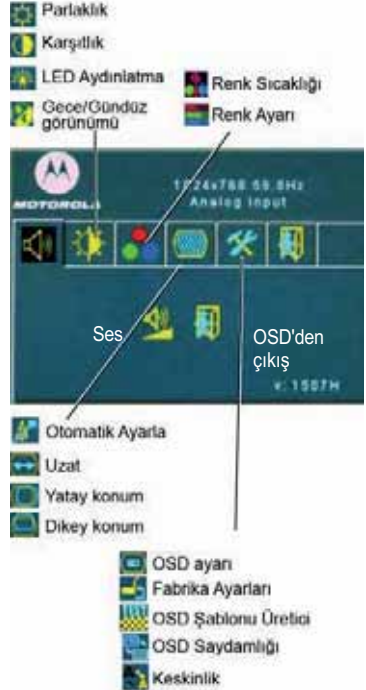 Parlaklık
Karşıtlık
LED Aydınlatma
Gece/Gündüz
görünümü
Renk Sıcaklığı
Renk Ayarı
MOTOROLA
1024x768 59.8Hz
Analog Input
Ses
OSD'den
çıkış
v: 1507H
Otomatik Ayarla
Uzat
Yatay konum
Dikey konum
OSD ayarı
Fabrika Ayarları
OSD Şablonu Üretici
OSD Saydamlığı
Keskinlik